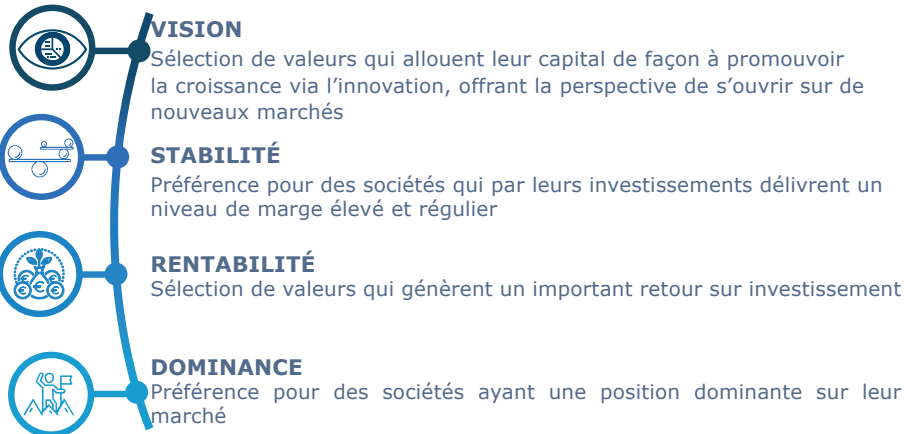 VISION
Sélection de valeurs qui allouent leur capital de façon à promouvoir
la croissance via l’innovation, offrant la perspective de s’ouvrir sur de
nouveaux marchés
STABILITÉ
Préférence pour des sociétés qui par leurs investissements délivrent un
niveau de marge élevé et régulier
RENTABILITÉ
Sélection de valeurs qui génèrent un important retour sur investissement
DOMINANCE
Préférence pour des sociétés ayant une position dominante sur leur
marché